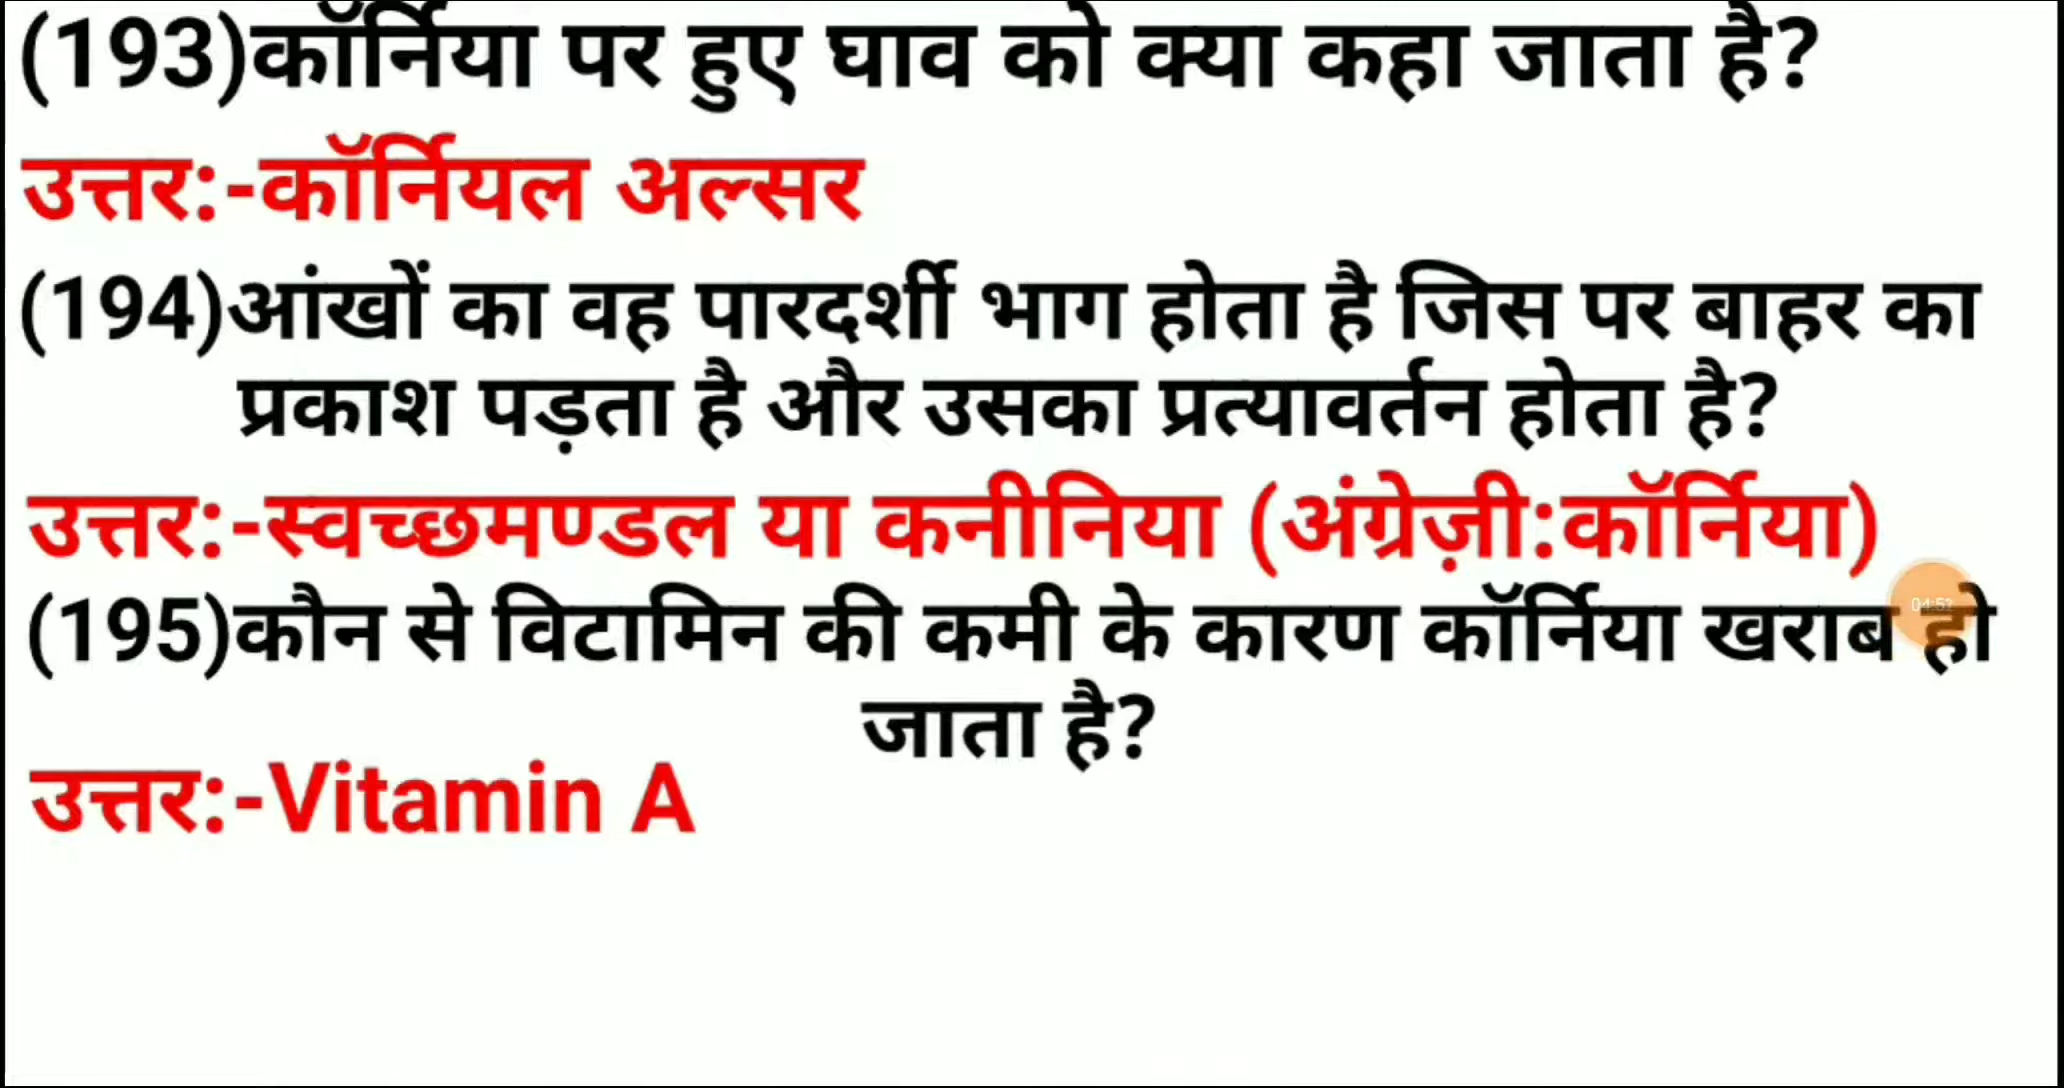 (193)कॉर्निया पर हुए घाव को क्या कहा जाता है?
उत्तर:-कॉर्नियल अल्सर
(194)आंखों का वह पारदर्शी भाग होता है जिस पर बाहर का
प्रकाश पड़ता है और उसका प्रत्यावर्तन होता है?
उत्तर:-स्वच्छमण्डल या कनीनिया (अंग्रेज़ी:कॉर्निया)
(195)कौन से विटामिन की कमी के कारण कॉर्निया खराब हो
जाता है?
उत्तर:-Vitamin A